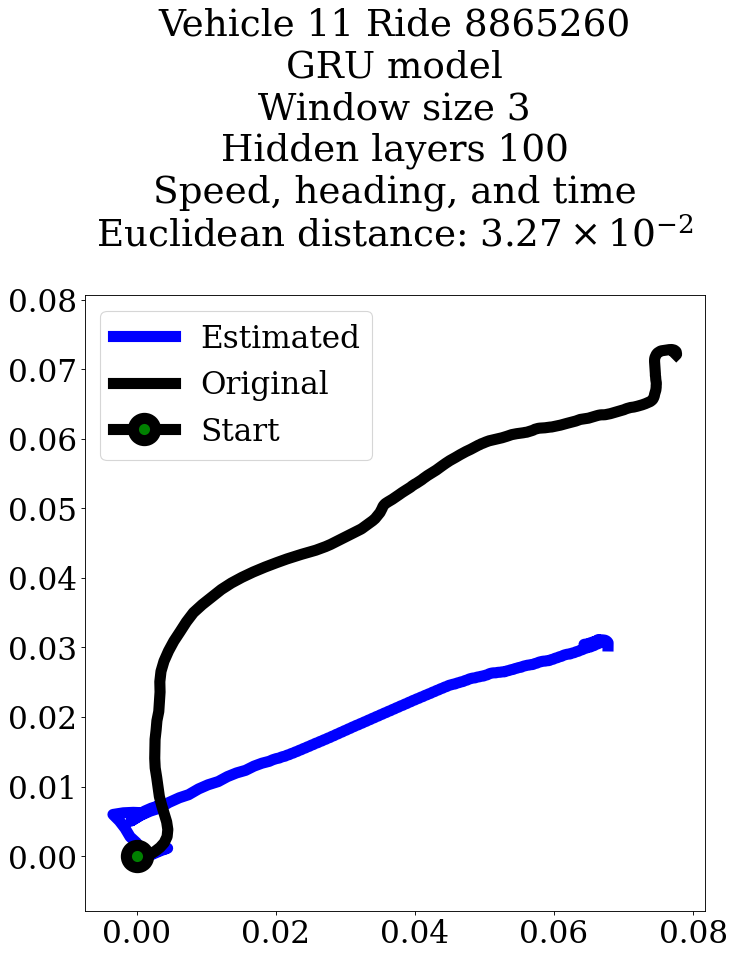 Vehicle 11 Ride 8865260
GRU model
Window size 3
Hidden layers 100
Speed, heading, and time
Euclidean distance: 3.27 × 10⁻²
Estimated
Original
Start
0.08
0.07
0.06
0.05
0.04
0.03
0.02
0.01
0.00
0.00 0.02 0.04 0.06 0.08